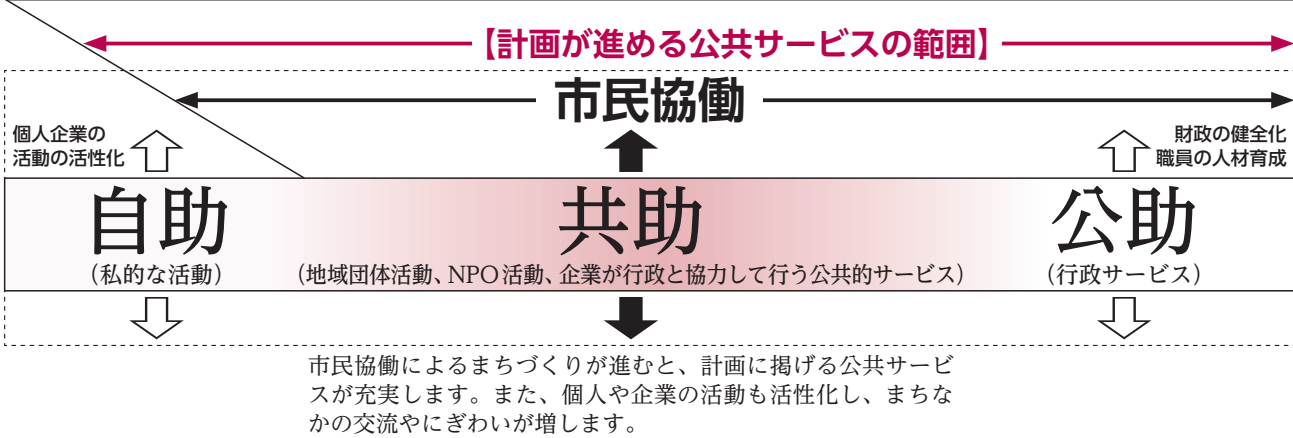 【計画が進める公共サービスの範囲】
市民協働
個人企業の
活動の活性化
財政の健全化
職員の人材育成
自助
（私的な活動）
共助
（地域団体活動、NPO活動、企業が行政と協力して行う公共的サービス）
公助
（行政サービス）
市民協働によるまちづくりが進むと、計画に掲げる公共サービ
スが充実します。また、個人や企業の活動も活性化し、まちな
かの交流やにぎわいが増します。